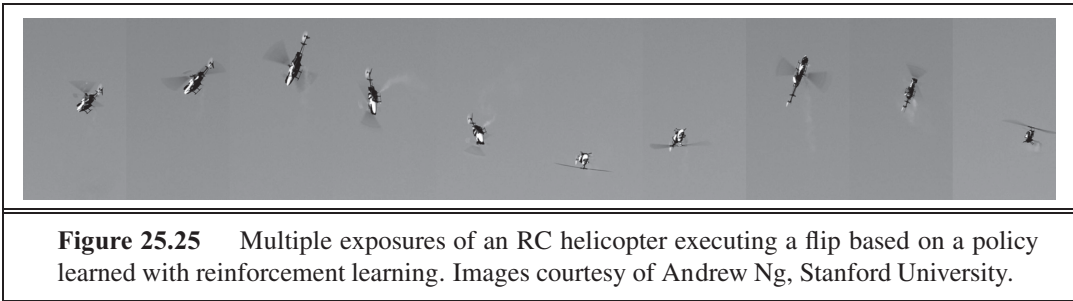 Figure 25.25 Multiple exposures of an RC helicopter executing a flip based on a policy
learned with reinforcement learning. Images courtesy of Andrew Ng, Stanford University.